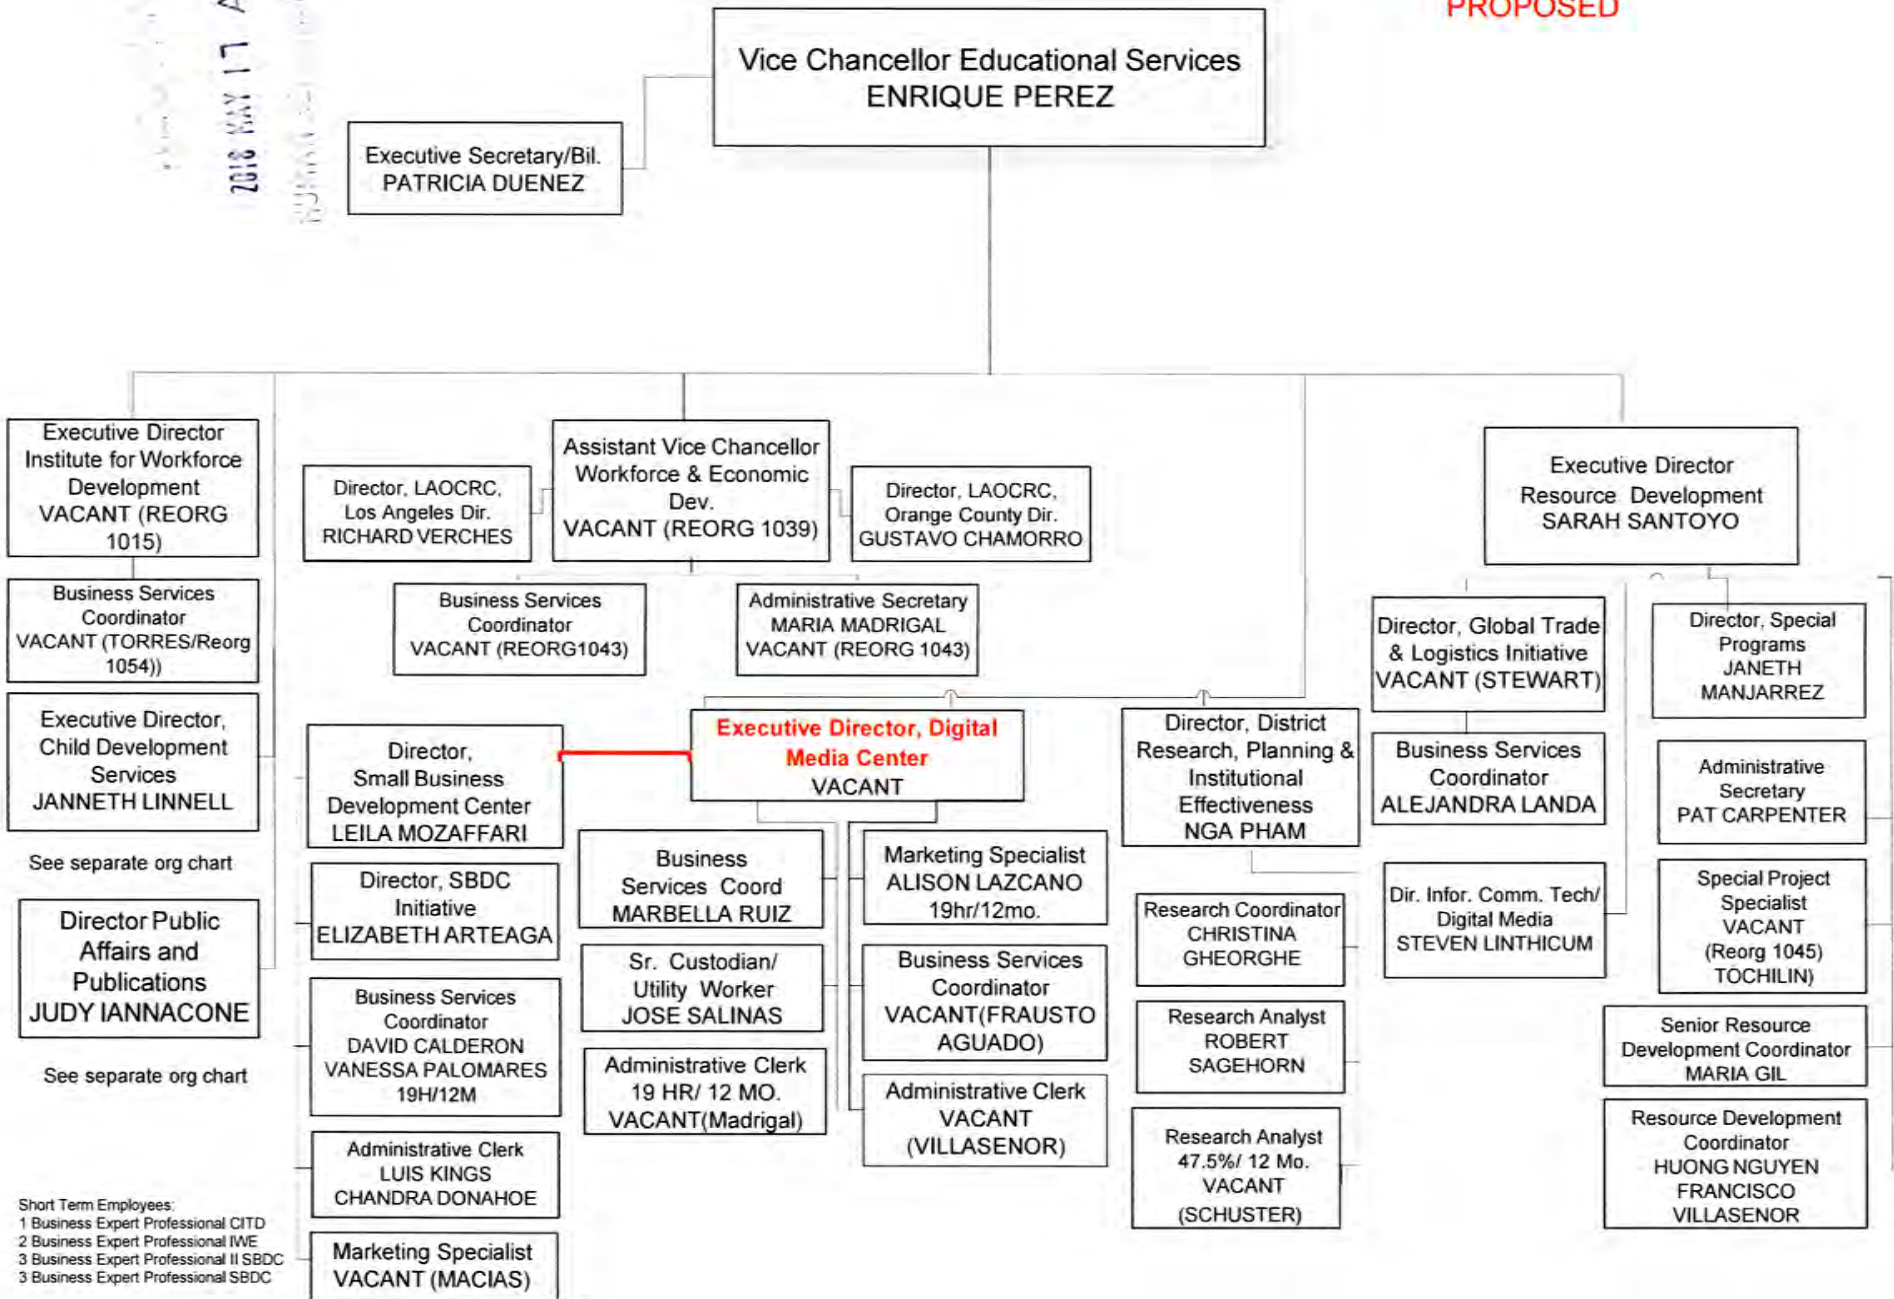 PROPOSED
2018 MAY 17 A
Vice Chancellor Educational Services
ENRIQUE PEREZ
Executive Secretary/Bil.
PATRICIA DUENEZ
Executive Director
Institute for Workforce
Development
VACANT (REORG
1015)
Business Services
Coordinator
VACANT (TORRES/Reorg
1054))
Executive Director,
Child Development
Services
JANNETH LINNELL
See separate org chart
Director Public
Affairs and
Publications
JUDY IANNACONE
See separate org chart
Director, LAOCRC,
Los Angeles Dir.
RICHARD VERCHES
Assistant Vice Chancellor
Workforce & Economic
Dev.
VACANT (REORG 1039)
Director, LAOCRC,
Orange County Dir.
GUSTAVO CHAMORRO
Business Services
Coordinator
VACANT (REORG1043)
Administrative Secretary
MARIA MADRIGAL
VACANT (REORG 1043)
Director,
Small Business
Development Center
LEILA MOZAFFARI
Director, SBDC
Initiative
ELIZABETH ARTEAGA
Business Services
Coordinator
DAVID CALDERON
VANESSA PALOMARES
19H/12M
Administrative Clerk
LUIS KINGS
CHANDRA DONAHOE
Marketing Specialist
VACANT (MACIAS)
Executive Director, Digital
Media Center
VACANT
Business
Services Coord
MARBELLA RUIZ
Sr. Custodian/
Utility Worker
JOSE SALINAS
Administrative Clerk
19 HR/ 12 MO.
VACANT(Madrigal)
Marketing Specialist
ALISON LAZCANO
19hr/12mo.
Business Services
Coordinator
VACANT(FRAUSTO
AGUADO)
Administrative Clerk
VACANT
(VILLASENOR)
Director, District
Research, Planning &
Institutional
Effectiveness
NGA PHAM
Research Coordinator
CHRISTINA
GHEORGHE
Research Analyst
ROBERT
SAGEHORN
Research Analyst
47.5%/ 12 Mo.
VACANT
(SCHUSTER)
Executive Director
Resource Development
SARAH SANTOYO
Director, Global Trade
& Logistics Initiative
VACANT (STEWART)
Business Services
Coordinator
ALEJANDRA LANDA
Dir. Infor. Comm. Tech/
Digital Media
STEVEN LINTHICUM
Director, Special
Programs
JANETH
MANJARREZ
Administrative
Secretary
PAT CARPENTER
Special Project
Specialist
VACANT
(Reorg 1045)
TOCHILIN)
Senior Resource
Development Coordinator
MARIA GIL
Resource Development
Coordinator
HUONG NGUYEN
FRANCISCO
VILLASENOR
Short Term Employees:
1 Business Expert Professional CITD
2 Business Expert Professional IWE
3 Business Expert Professional II SBDC
3 Business Expert Professional SBDC